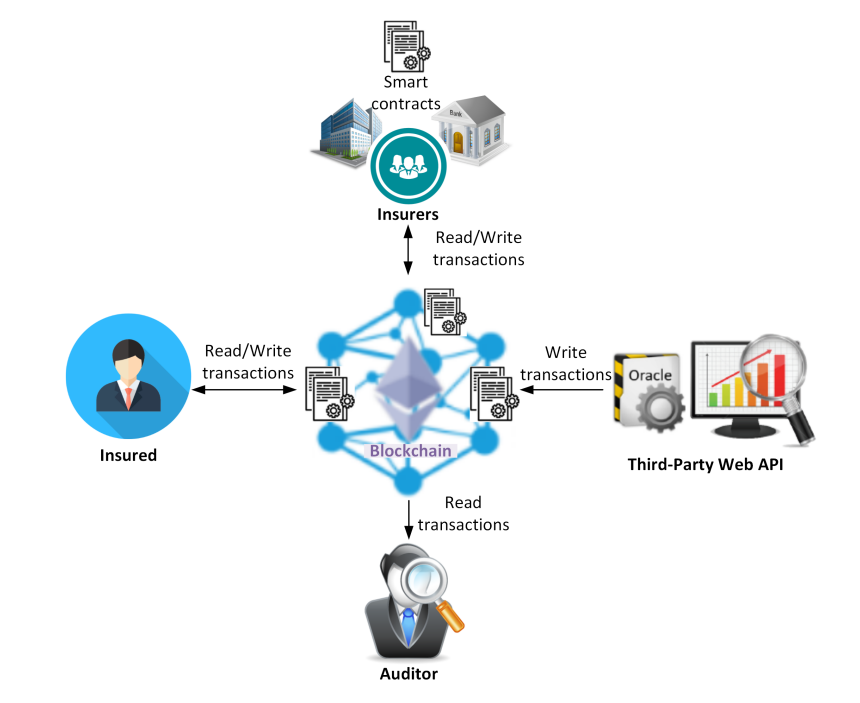 Smart
contracts
Bank
Insurers
Read/Write
transactions
Read/Write
transactions
Insured
Blockchain
Write
transactions
Oracle
Third-Party Web API
Read
transactions
Auditor